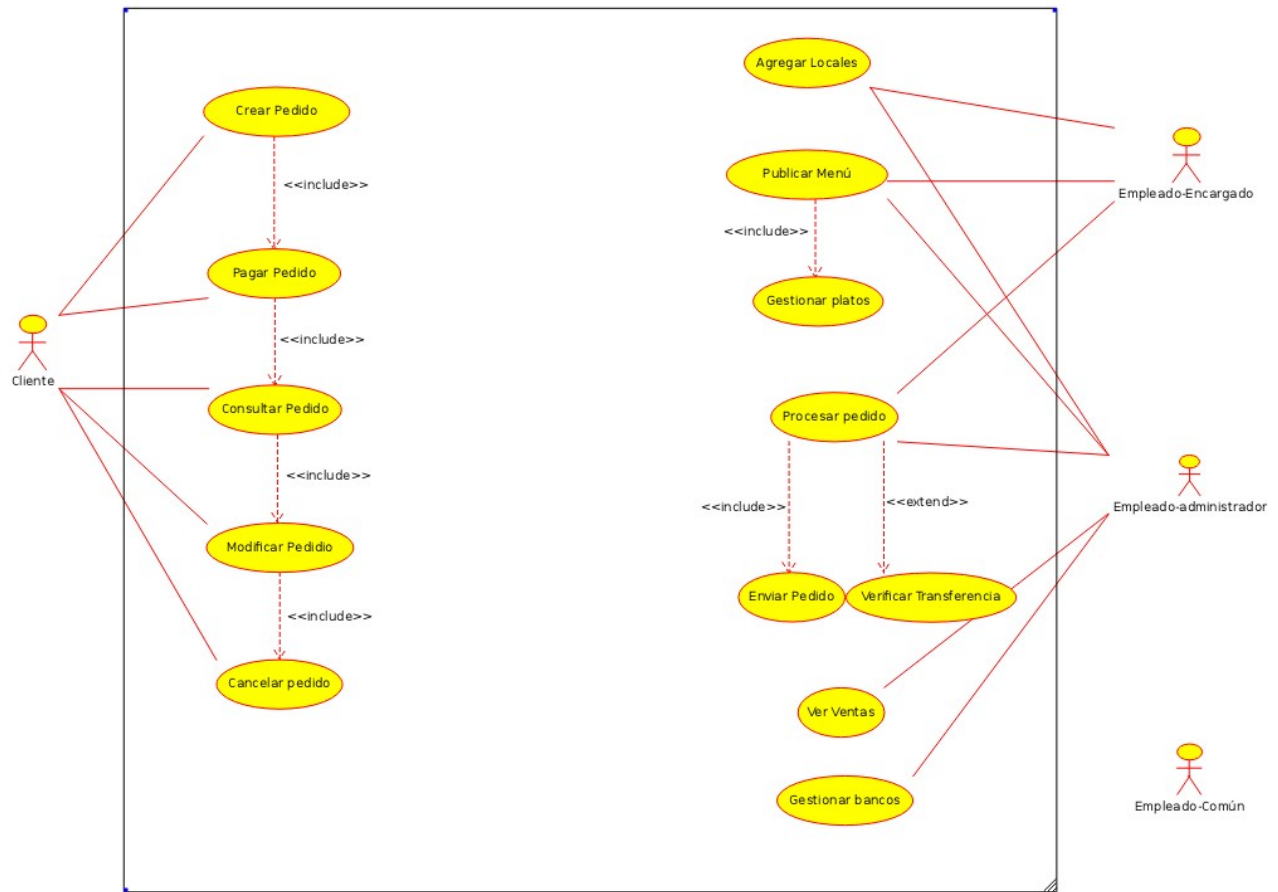 Agregar Locales
Crear Pedido
Publicar Menú
<<include>>
Empleado-Encargado
<<include>>
Pagar Pedido
Gestionar platos
<<include>>
Cliente
Consultar Pedido
Procesar pedido
<<include>>
<<include>>
<<extend>>
Empleado-administrador
Modificar Pedidio
Enviar Pedido
Verificar Transferencia
<<include>>
Cancelar pedido
Ver Ventas
Gestionar bancos
Empleado-Común